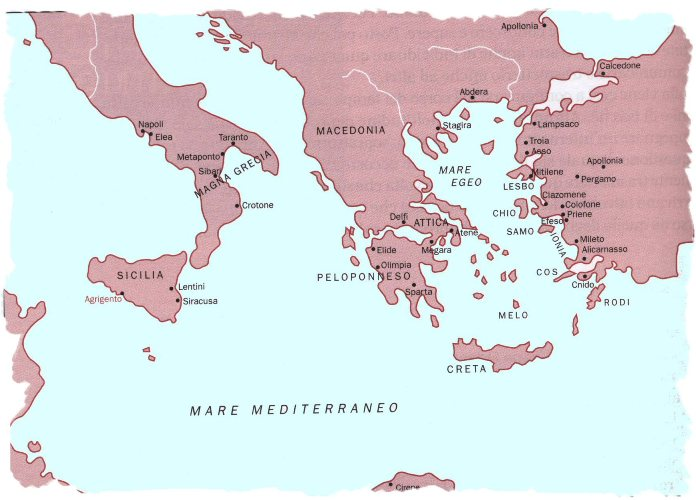 Apollonia
Calcedone
Abdera
Lampsaco
Stagira
MACEDONIA
Napoli
Elea
Taranto
Metaponto
Sibari
MAGNA GRECIA
Crotone
Troia
Asso
Apollonia
MARE
EGEO
Mitilene
Pergamo
LESBO
Clazomene
Colofone
CHIO
Priene
Efeso
SAMO
IONIA
Delfi
ATTICA
Atene
Megara
Elide
Olimpia
PELOPONNESO
Sparta
Mileto
Alicarnasso
COS
Cnido
RODI
MELO
SICILIA
Lentini
Agrigento
Siracusa
CRETA
MARE MEDITERRANEO
Cirene